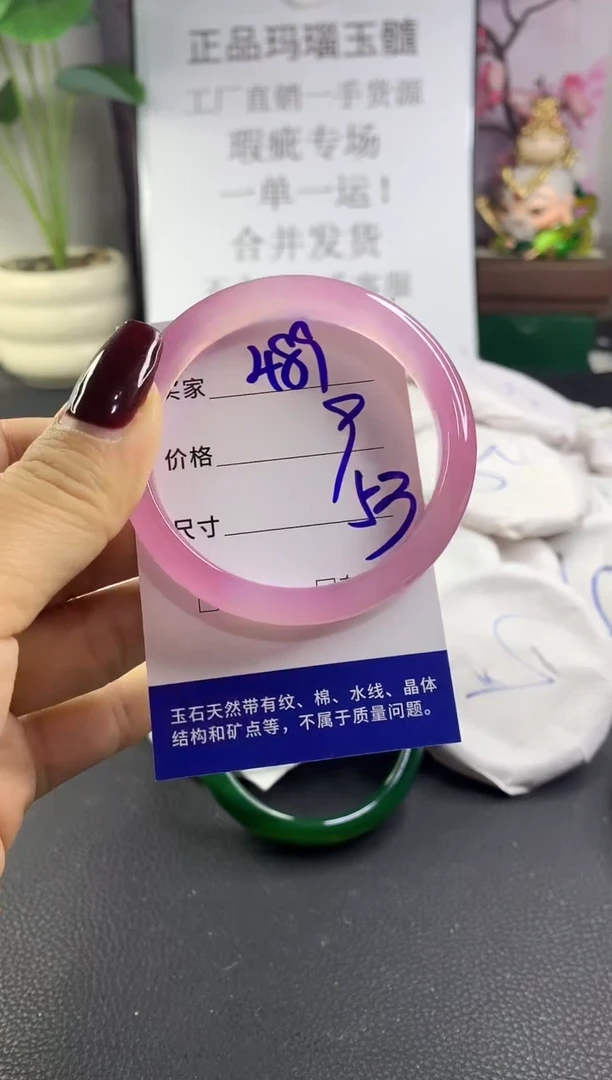 正品玛瑙玉髓
工厂直销一手货源
瑕疵专场
一单一运！
合并发货
买家 489
价格 8
尺寸 53
玉石天然带有纹、棉、水线、晶体
结构和矿点等，不属于质量问题。